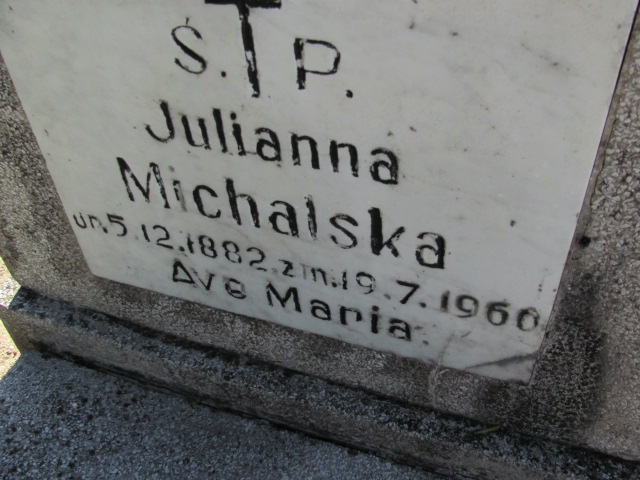 Ś. P.
Julianna
Michalska
ur. 5.12.1882. zm. 19.7.1960
Ave Maria.